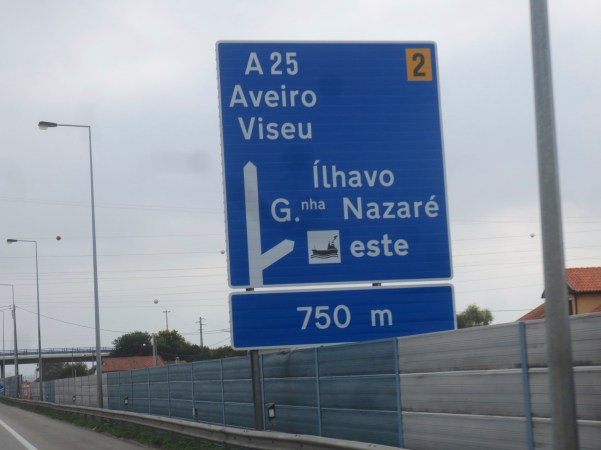 A 25
2
Aveiro
Viseu
Ílhavo
G.nha Nazaré
este
750 m